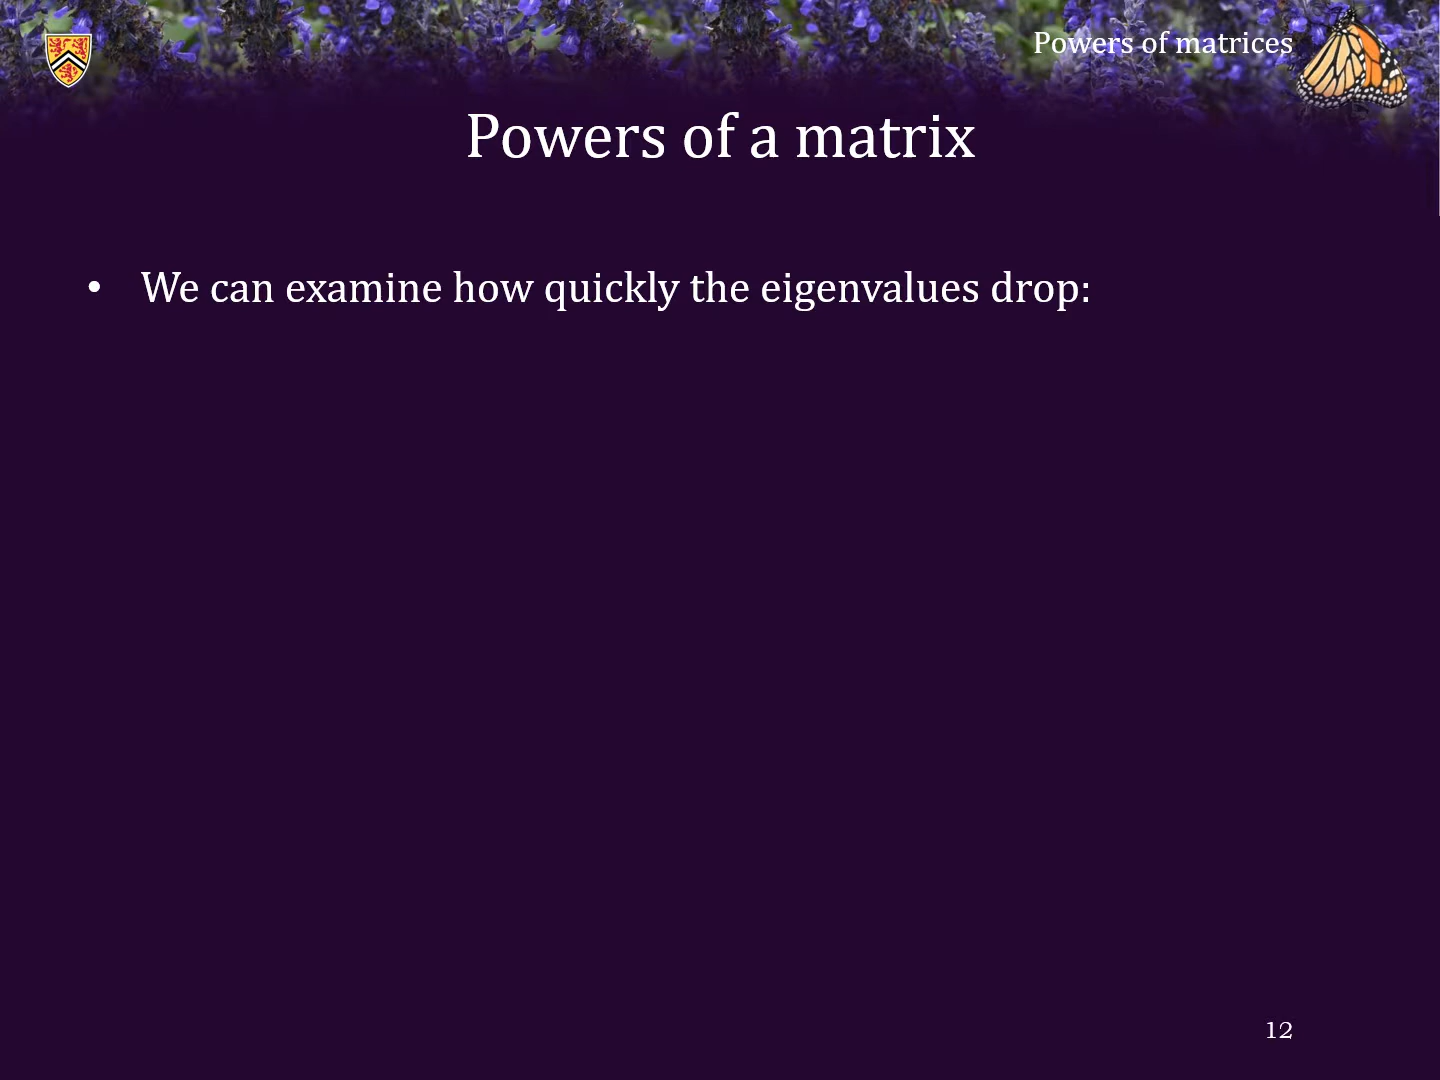 Powers of matrices
Powers of a matrix
• We can examine how quickly the eigenvalues drop:
12